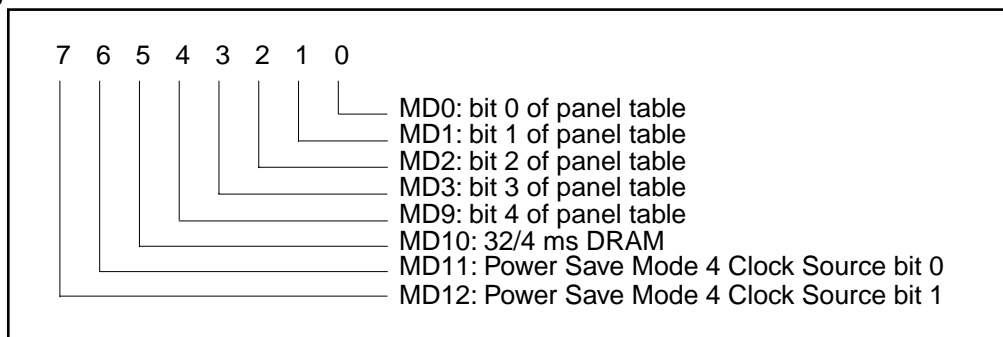 7 6 5 4 3 2 1 0
MD0: bit 0 of panel table
MD1: bit 1 of panel table
MD2: bit 2 of panel table
MD3: bit 3 of panel table
MD9: bit 4 of panel table
MD10: 32/4 ms DRAM
MD11: Power Save Mode 4 Clock Source bit 0
MD12: Power Save Mode 4 Clock Source bit 1